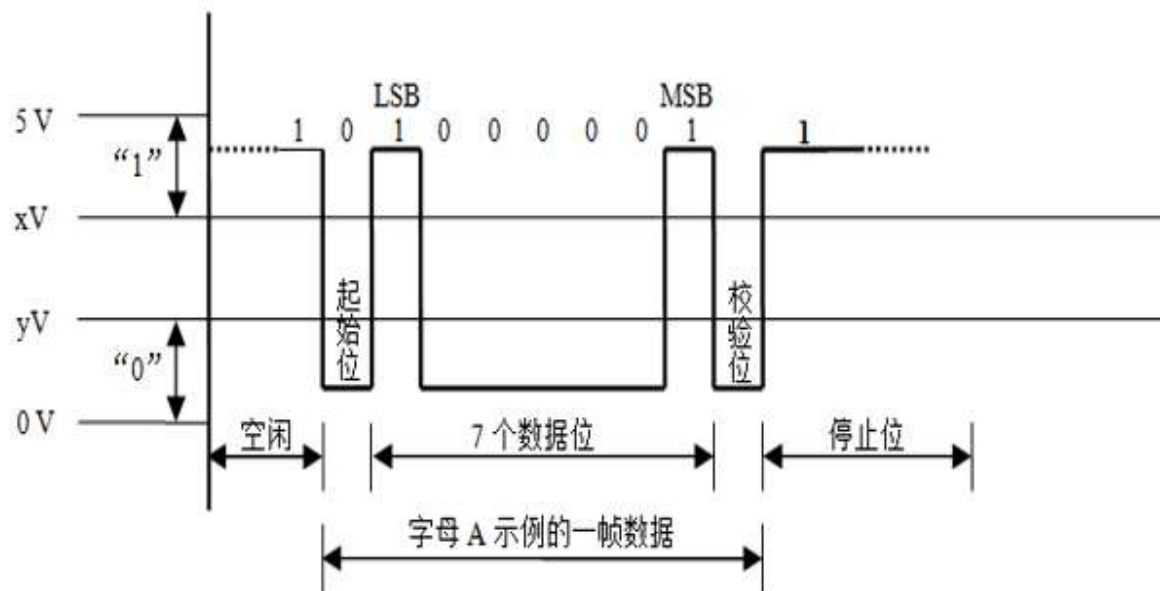 LSB MSB
5 V
1 0 1 0 0 0 0 0 1 1
“1”
xV
起始位
校验位
yV
“0”
0 V
空闲
7 个数据位
停止位
字母 A 示例的一帧数据